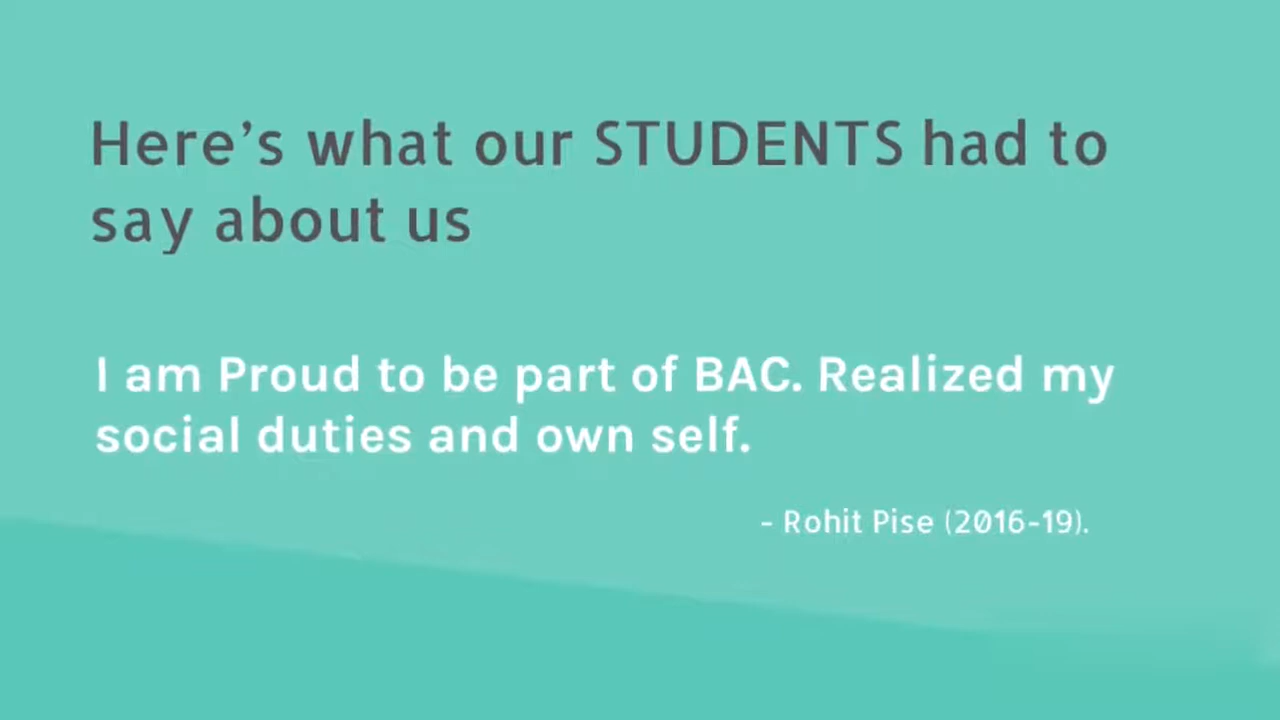 Here’s what our STUDENTS had to
say about us
I am Proud to be part of BAC. Realized my
social duties and own self.
- Rohit Pise (2016-19).